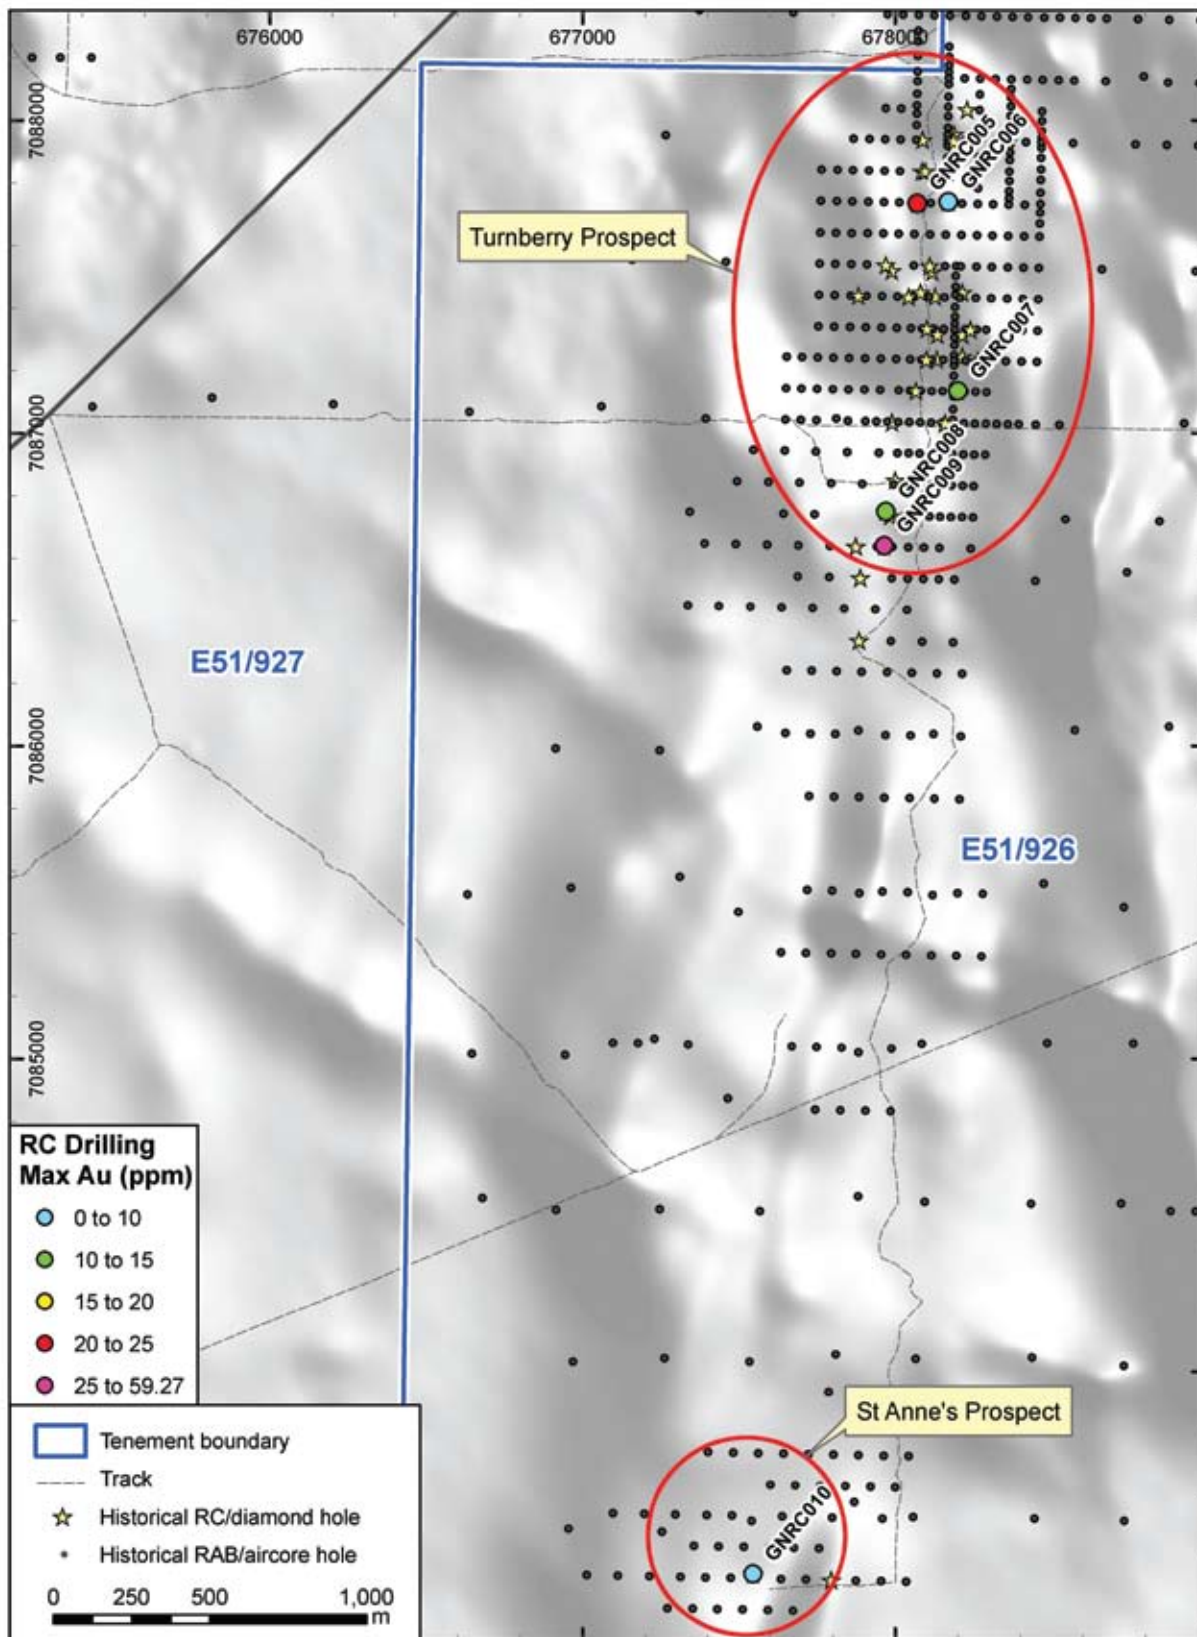 676000
677000
678000
7088000
GNRC005
GNRC006
Turnberry Prospect
GNRC007
7087000
GNRC008
GNRC009
E51/927
7086000
E51/926
7085000
RC Drilling
Max Au (ppm)
0 to 10
10 to 15
15 to 20
20 to 25
25 to 59.27
Tenement boundary
Track
Historical RC/diamond hole
Historical RAB/aircore hole
0 250 500 1,000
m
St Anne's Prospect
GNRC010